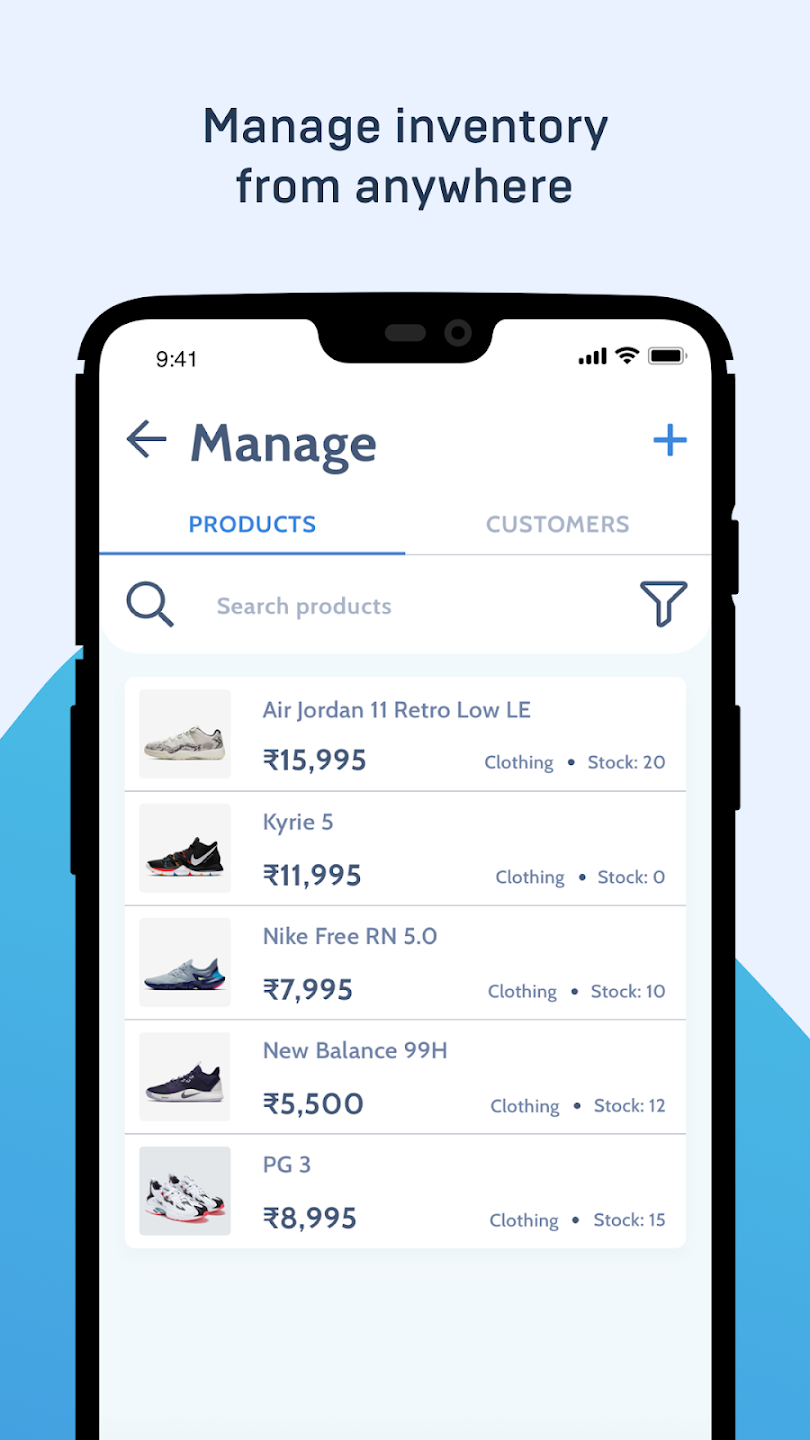 Manage inventory
from anywhere
9:41
Manage
PRODUCTS CUSTOMERS
Search products
Air Jordan 11 Retro Low LE
₹15,995 Clothing • Stock: 20
Kyrie 5
₹11,995 Clothing • Stock: 0
Nike Free RN 5.0
₹7,995 Clothing • Stock: 10
New Balance 99H
₹5,500 Clothing • Stock: 12
PG 3
₹8,995 Clothing • Stock: 15